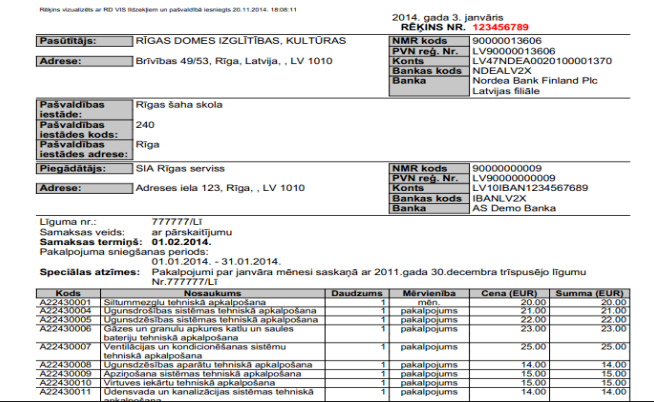 Rēķins vizualizēts ar RD VIS līdzekļiem un pašvaldībā iesniegts 20.11.2014. 18:08:11
2014. gada 3. janvāris
RĒĶINS NR. 123456789
Pasūtītājs: RĪGAS DOMES IZGLĪTĪBAS, KULTŪRAS NMR kods 90000013606
PVN reģ. Nr. LV90000013606
Adrese: Brīvības 49/53, Rīga, Latvija, , LV 1010 Konts LV47NDEA0020100001370
Bankas kods NDEALV2X
Banka Nordea Bank Finland Plc
Latvijas filiāle
Pašvaldības Rīgas šaha skola
iestāde:
Pašvaldības 240
iestādes kods:
Pašvaldības Rīga
iestādes adrese:
Piegādātājs: SIA Rīgas serviss NMR kods 90000000009
PVN reģ. Nr. LV90000000009
Adrese: Adreses iela 123, Rīga, , LV 1010 Konts LV10IBAN1234567689
Bankas kods IBANLV2X
Banka AS Demo Banka
Līguma nr.: 777777/LĪ
Samaksas veids: ar pārskaitījumu
Samaksas termiņš: 01.02.2014.
Pakalpojuma sniegšanas periods:
01.01.2014. - 31.01.2014.
Speciālas atzīmes: Pakalpojumi par janvāra mēnesi saskaņā ar 2011.gada 30.decembra trīspusējo līgumu
Nr.777777/LĪ
Kods Nosaukums Daudzums Mērvienība Cena (EUR) Summa (EUR)
A22430001 Siltummezglu tehniskā apkalpošana 1 mēn. 20.00 20.00
A22430004 Ugunsdrošības sistēmas tehniskā apkalpošana 1 pakalpojums 21.00 21.00
A22430005 Ugunsdzēsības sistēmas tehniskā apkalpošana 1 pakalpojums 22.00 22.00
A22430006 Gāzes un granulu apkures katlu un saules 1 pakalpojums 23.00 23.00
bateriju tehniskā apkalpošana
A22430007 Ventilācijas un kondicionēšanas sistēmu 1 pakalpojums 25.00 25.00
tehniskā apkalpošana
A22430008 Ugunsdzēsības aparātu tehniskā apkalpošana 1 pakalpojums 14.00 14.00
A22430009 Apziņošana sistēmas tehniskā apkalpošana 1 pakalpojums 15.00 15.00
A22430010 Virtuves iekārtu tehniskā apkalpošana 1 pakalpojums 15.00 15.00
A22430011 Ūdensvada un kanalizācijas sistēmas tehniskā 1 pakalpojums 14.00 14.00
apkalpošana